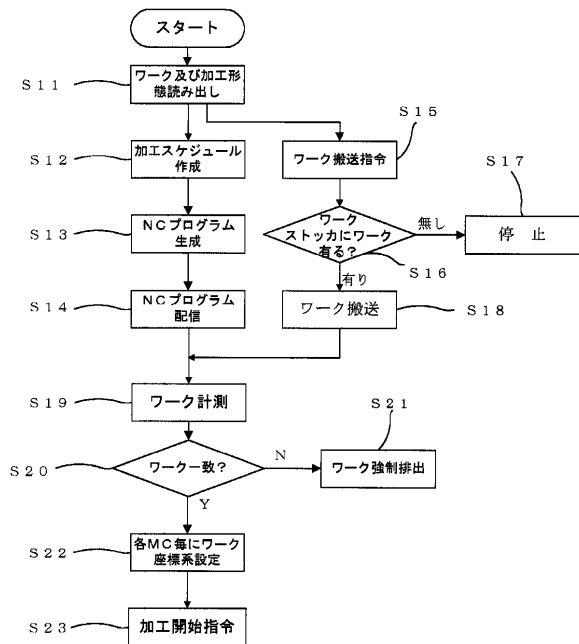 スタート
S11
ワーク及び加工形
態読み出し
S15
S12
加工スケジュール
作成
ワーク搬送指令
S17
S13
NCプログラム
生成
ワーク
ストッカにワーク
有る?
無し
停 止
S16
有り
S14
NCプログラム
配信
ワーク搬送
S18
S19
ワーク計測
S21
S20
ワーク一致?
N
ワーク強制排出
Y
S22
各MC毎にワーク
座標系設定
S23
加工開始指令